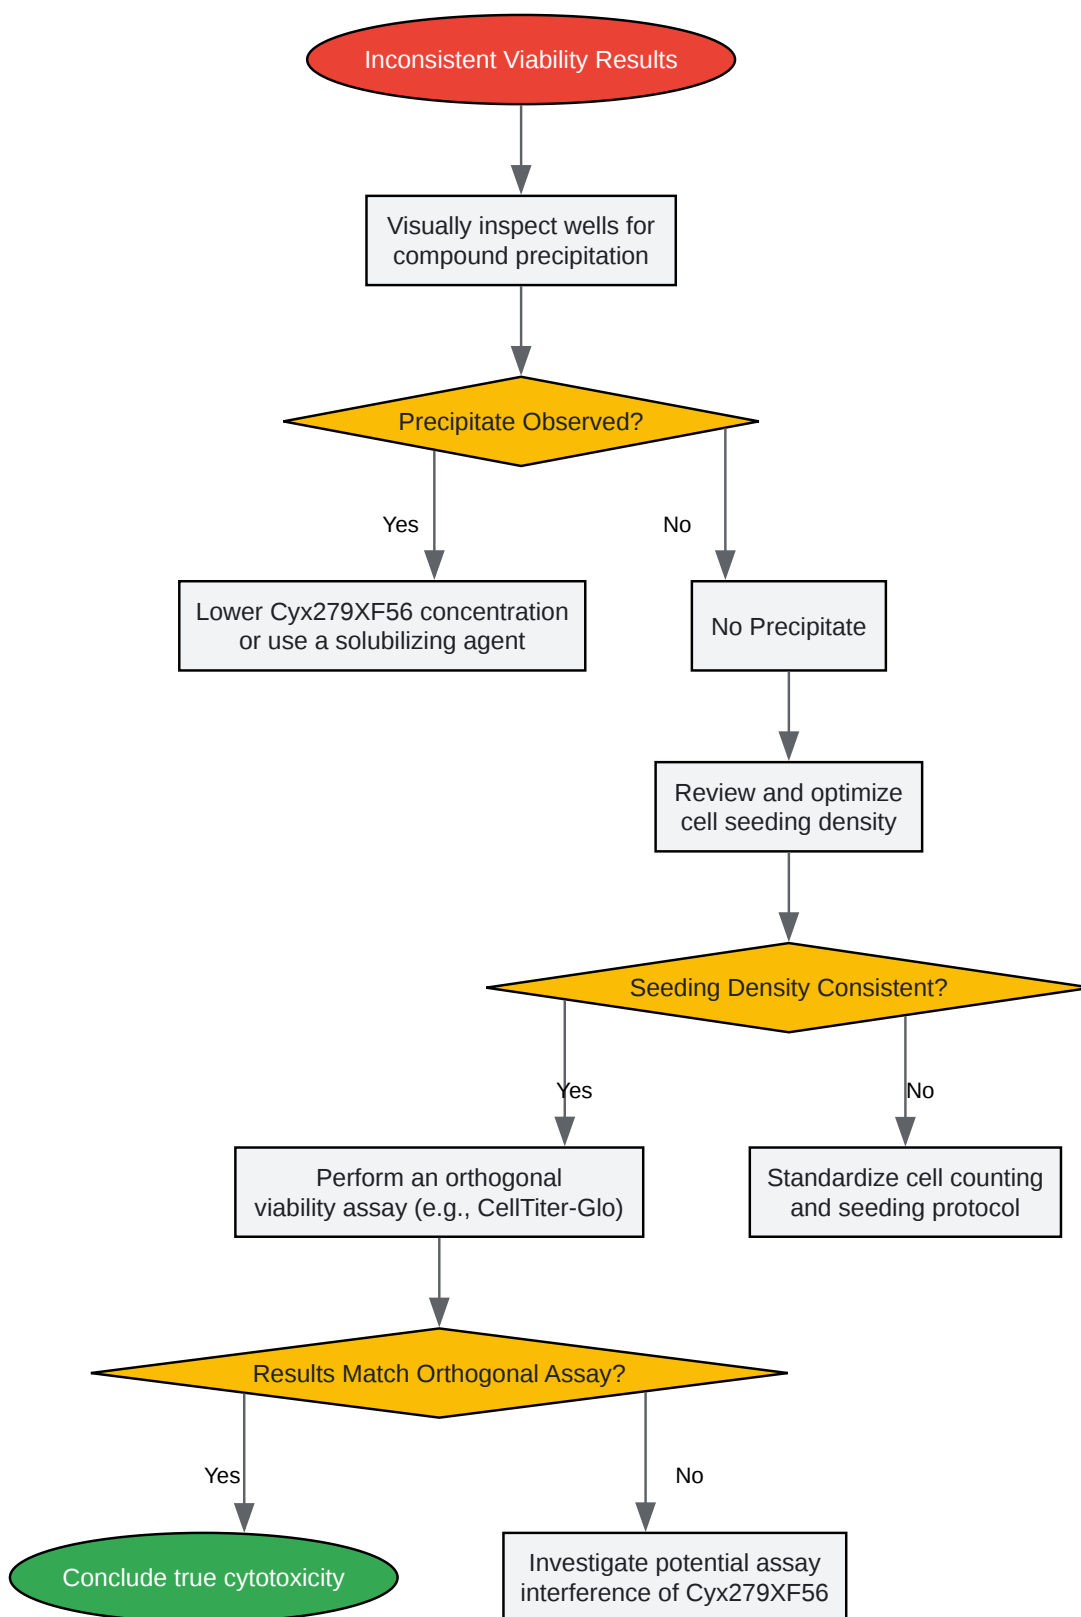 Inconsistent Viability Results
Visually inspect wells for
compound precipitation
Precipitate Observed?
Yes
No
Lower Cyx279XF56 concentration
or use a solubilizing agent
No Precipitate
Review and optimize
cell seeding density
Seeding Density Consistent?
Yes
No
Perform an orthogonal
viability assay (e.g., CellTiter-Glo)
Standardize cell counting
and seeding protocol
Results Match Orthogonal Assay?
Yes
No
Conclude true cytotoxicity
Investigate potential assay
interference of Cyx279XF56